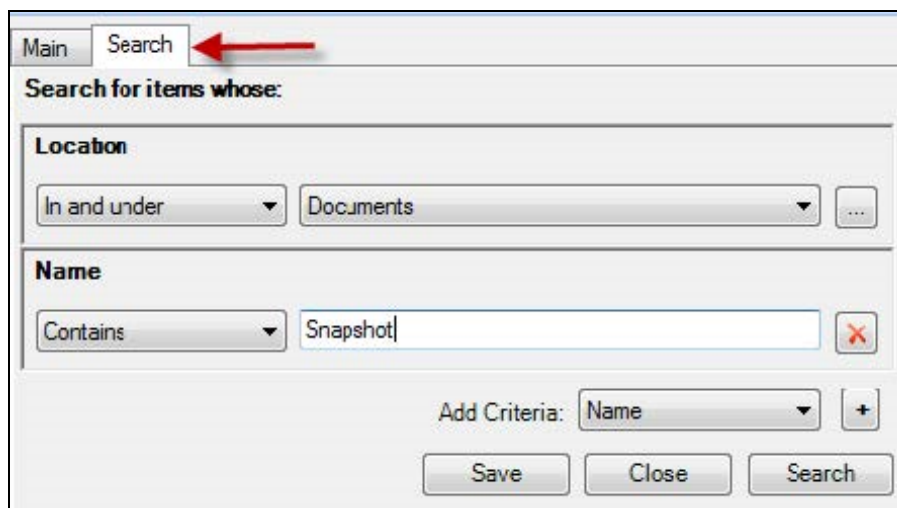 Main Search
Search for items whose:
Location
In and under Documents ...
Name
Contains Snapshot
Add Criteria: Name +
Save Close Search